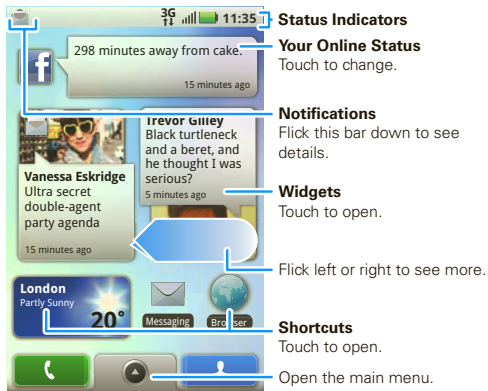 3G 11:35
298 minutes away from cake.
15 minutes ago
Vanessa Eskridge
Ultra secret
double-agent
party agenda
15 minutes ago
Trevor Gilley
Black turtleneck
and a beret, and
he thought I was
serious?
5 minutes ago
London
Partly Sunny
20°
Messaging
Browser
Status Indicators
Your Online Status
Touch to change.
Notifications
Flick this bar down to see
details.
Widgets
Touch to open.
Flick left or right to see more.
Shortcuts
Touch to open.
Open the main menu.